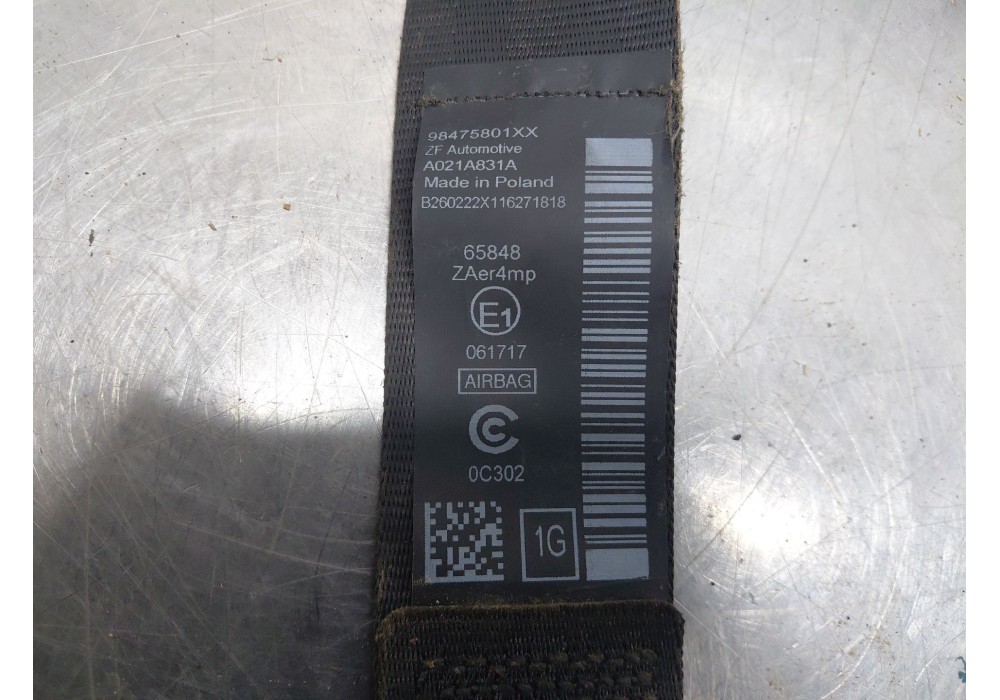 98475801XX
ZF Automotive
A021A831A
Made in Poland
B260222X116271818
65848
ZAer4mp
E1
061717
AIRBAG
0C302
1G